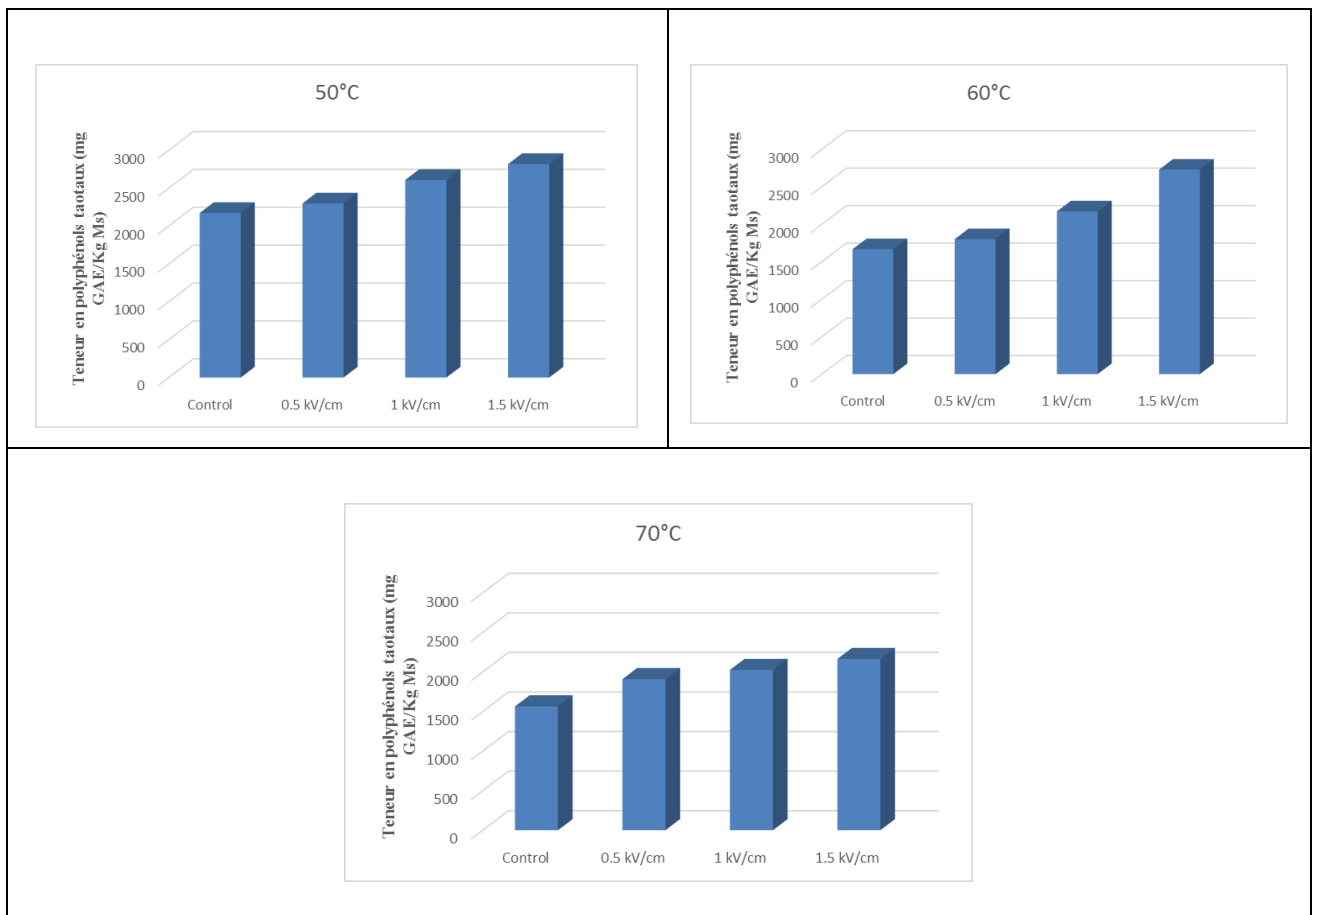 50°C
Teneur en polyphénols taotaux (mg
GAE/Kg Ms)
3000
2500
2000
1500
1000
500
0
Control 0.5 kV/cm 1 kV/cm 1.5 kV/cm
60°C
Teneur en polyphénols taotaux (mg
GAE/Kg Ms)
3000
2500
2000
1500
1000
500
0
Control 0.5 kV/cm 1 kV/cm 1.5 kV/cm
70°C
Teneur en polyphénols taotaux (mg
GAE/Kg Ms)
3000
2500
2000
1500
1000
500
0
Control 0.5 kV/cm 1 kV/cm 1.5 kV/cm